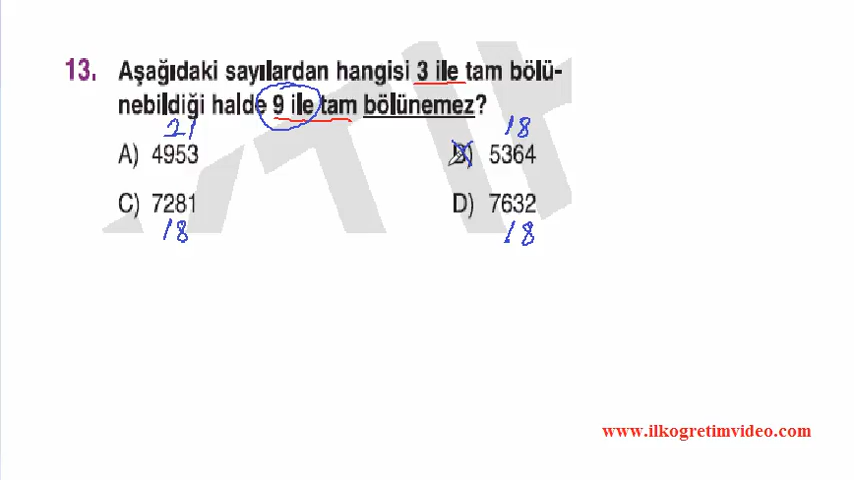 13. Aşağıdaki sayılardan hangisi 3 ile tam bölü-
nebildiği halde 9 ile tam bölünemez?
21
18
A) 4953
B) 5364
C) 7281
D) 7632
18
18
www.ilkogretimvideo.com